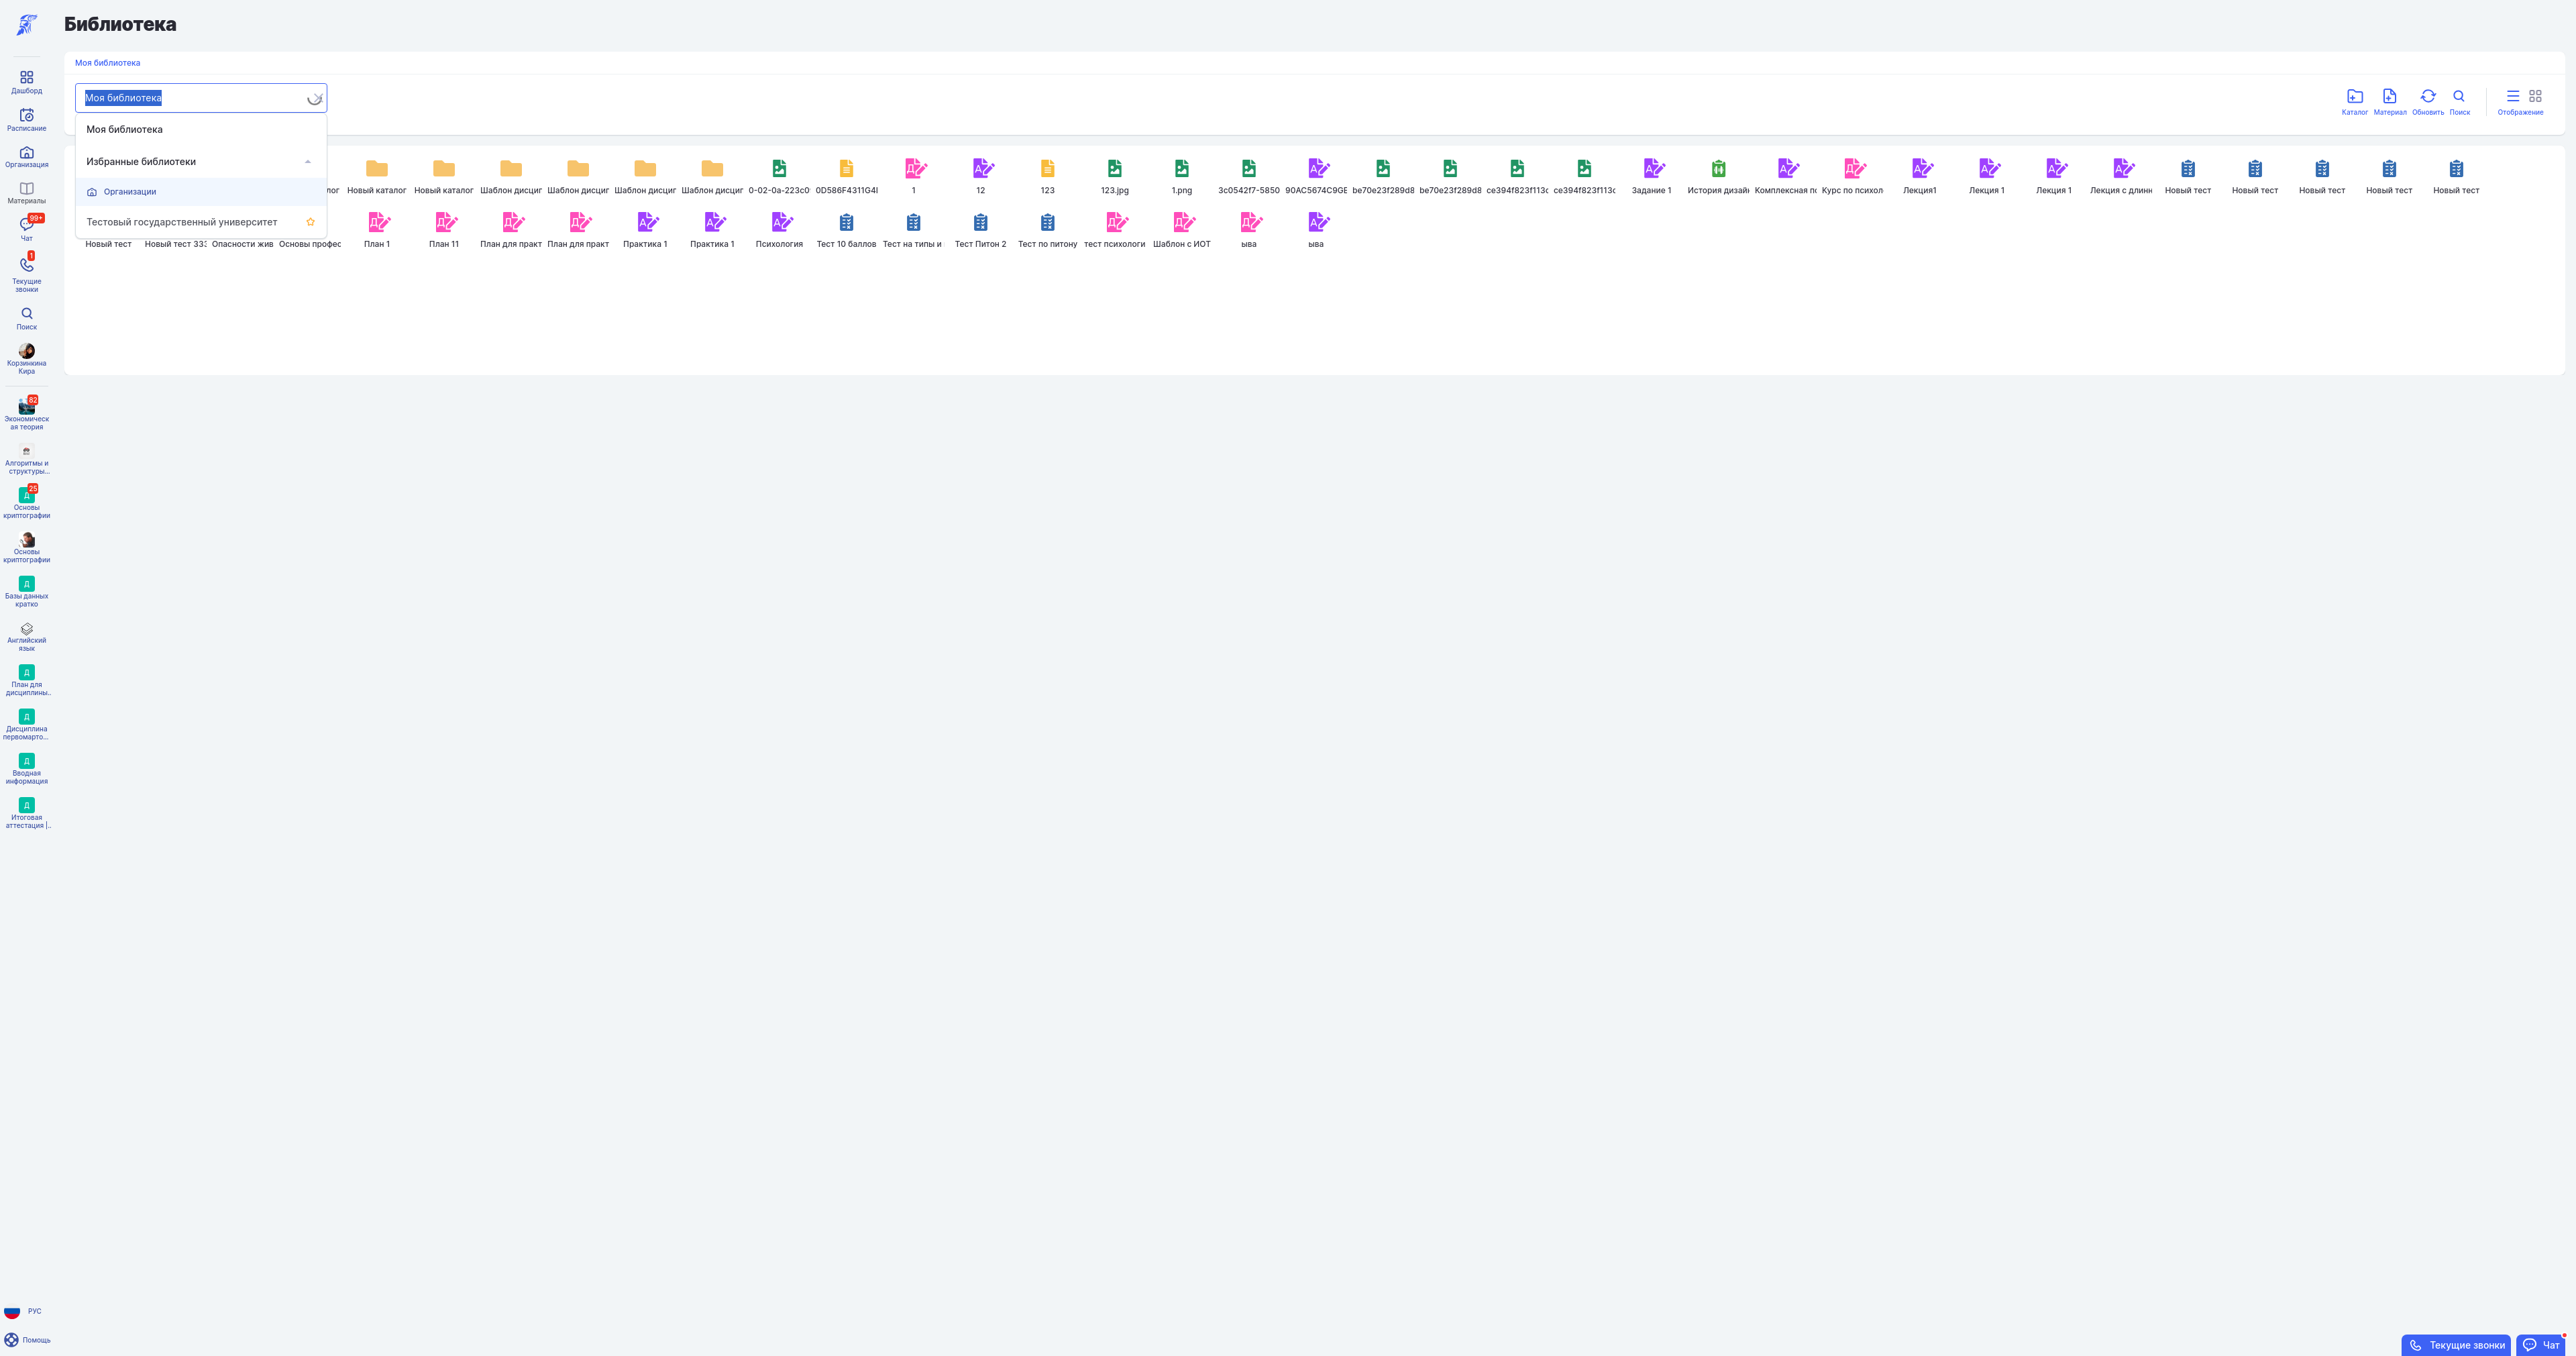 Библиотека
Моя библиотека
Моя библиотека
Моя библиотека
Избранные библиотеки
Организации
Тестовый государственный университет
Каталог
Материал
Обновить
Поиск
Отображение
лог
Новый каталог
Новый каталог
Шаблон дисциг
Шаблон дисциг
Шаблон дисциг
Шаблон дисциг
0-02-0a-223c0
0D586F4311G4I
1
12
123
123.jpg
1.png
3c0542f7-5850
90AC5674C9GE
be70e23f289d8
be70e23f289d8
ce394f823f113c
ce394f823f113c
Задание 1
История дизай
Комплексная по
Курс по психол
Лекция1
Лекция 1
Лекция 1
Лекция с длинн
Новый тест
Новый тест
Новый тест
Новый тест
Новый тест
Новый тест
Новый тест 333
Опасности жив
Основы профес
План 1
План 11
План для практ
План для практ
Практика 1
Практика 1
Психология
Тест 10 баллов
Тест на типы и
Тест Питон 2
Тест по питону
тест психологи
Шаблон с ИОТ
ыва
ыва
Дашборд
Расписание
Организация
Материалы
99+
Чат
1
Текущие
звонки
Поиск
Корзинкина
Кира
82
Экономическ
ая теория
Алгоритмы и
структуры...
25
Д
Основы
криптографии
Основы
криптографии
Д
Базы данных
кратко
Английский
язык
Д
План для
дисциплины..
Д
Дисциплина
первомарто...
Д
Вводная
информация
Д
Итоговая
аттестация |..
РУС
Помощь
Текущие звонки
Чат